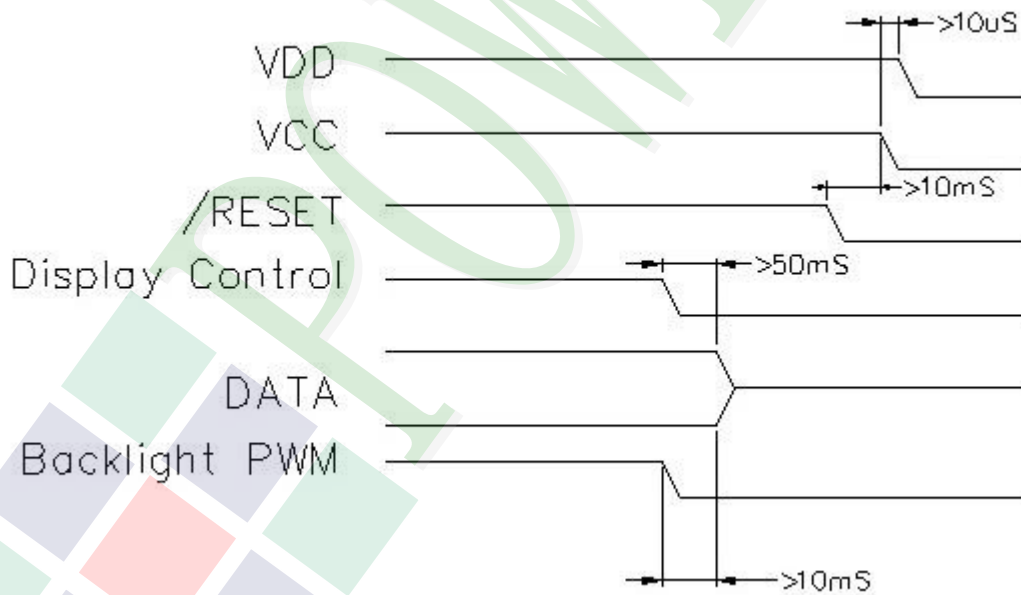 >10uS
VDD
VCC
>10mS
/RESET
Display Control
>50mS
DATA
Backlight PWM
>10mS